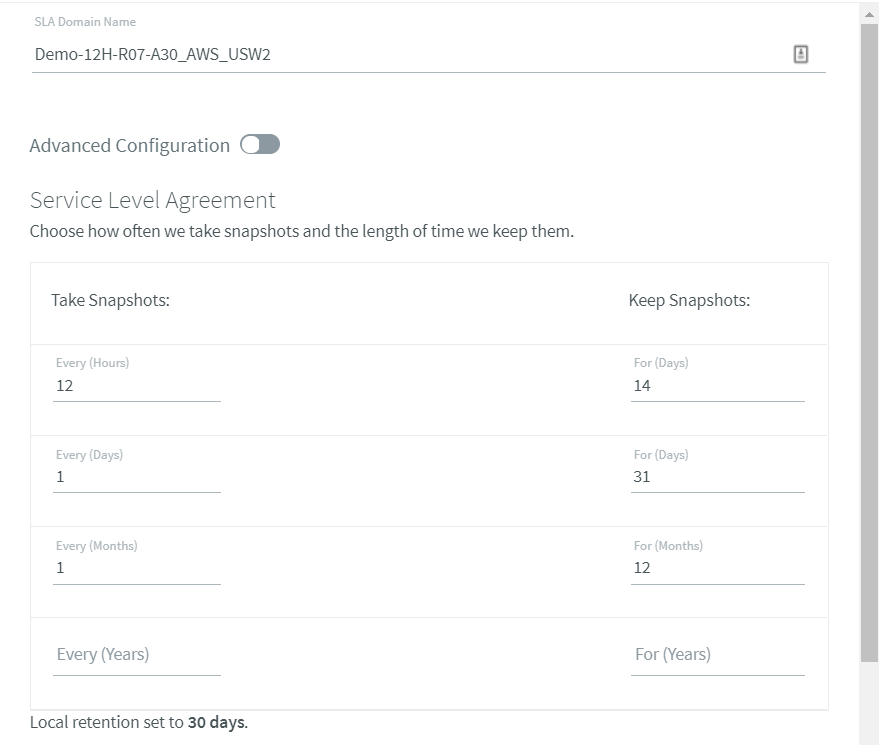 SLA Domain Name
Demo-12H-R07-A30_AWS_USW2
Advanced Configuration
Service Level Agreement
Choose how often we take snapshots and the length of time we keep them.
Take Snapshots: Keep Snapshots:
Every (Hours) For (Days)
12 14
Every (Days) For (Days)
1 31
Every (Months) For (Months)
1 12
Every (Years) For (Years)
Local retention set to 30 days.